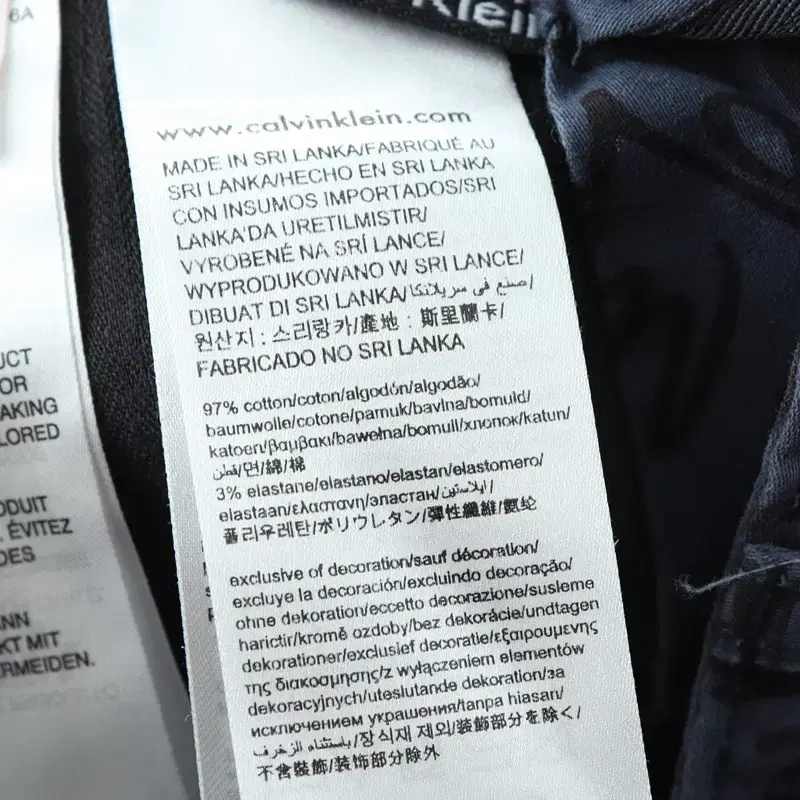 6A
Klein
www.calvinklein.com
MADE IN SRI LANKA/FABRIQUÉ AU
SRI LANKA/HECHO EN SRI LANKA
CON INSUMOS IMPORTADOS/SRI
LANKA'DA URETILMISTIR/
VYROBENÉ NA SRÍ LANCE/
WYPRODUKOWANO W SRI LANCE/
DIBUAT DI SRI LANKA/صنع في سريلانكا/
원산지 : 스리랑카/產地 : 斯里蘭卡/
FABRICADO NO SRI LANKA
97% cotton/coton/algodón/algodão/
baumwolle/cotone/pamuk/bavlna/bomuld/
katoen/βαμβακι/bawełna/bomull/хлопок/katun/
قطن/면/綿/棉
3% elastane/elastano/elastan/elastomero/
elastaan/ελαστανη/эластан/ايلاستين/
폴리우레탄/ポリウレタン/彈性纖維/氨纶
exclusive of decoration/sauf décoration/
excluye la decoración/excluindo decoração/
ohne dekoration/eccetto decorazione/susleme
harictir/kromě ozdoby/bez dekorácie/undtagen
dekorationer/exclusief decoratie/εξαιρουμενης
της διακοσμησης/z wyłączeniem elementów
dekoracyjnych/uteslutande dekoration/за
исключением украшения/tanpa hiasan/
باستثناء الزخرف/장식재 제외/装飾部分を除く/
不含裝飾/装饰部分除外
UCT
OR
AKING
LORED
ODUIT
. ÉVITEZ
DES
ANN
KT MIT
ERMEIDEN.